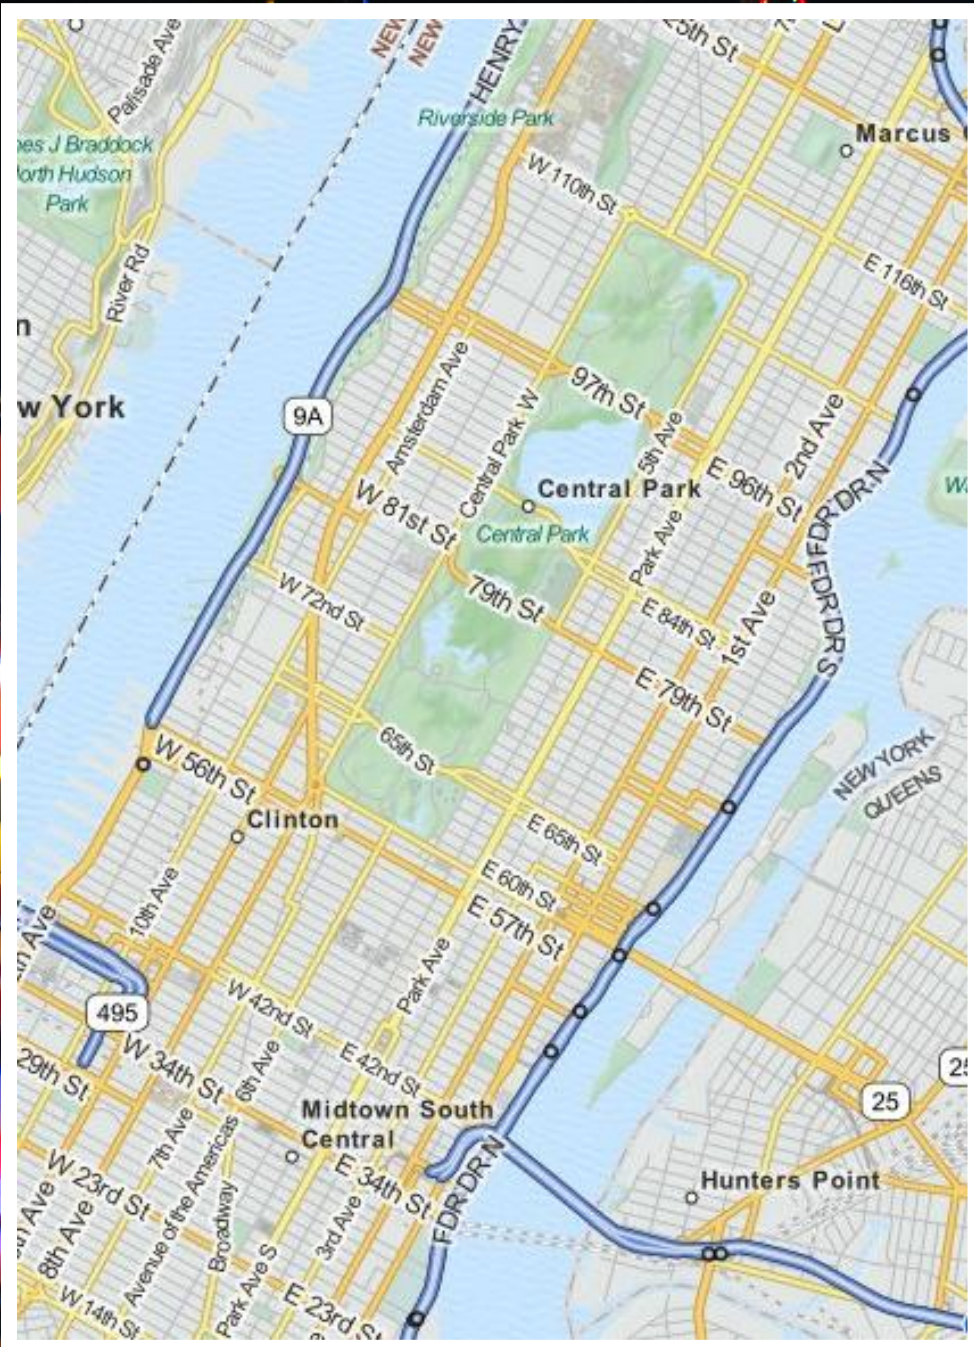 25th St
Palisade Ave
NEW
NEW
HENRY
Riverside Park
Marcus
Braddock
Hudson
Park
W 110th St
E 116th St
River Rd
w York
9A
Amsterdam Ave
Central Park W
97th St
5th Ave
2nd Ave
E 96th St
FDR DR N
W 81st St
Central Park
Central Park
Park Ave
W 72nd St
79th St
E 84th St
1st Ave
FDR DR S
E 79th St
65th St
NEW YORK
QUEENS
W 56th St
Clinton
E 65th St
E 60th St
E 57th St
10th Ave
Park Ave
495
W 42nd St
E 42nd St
W 34th St
29th St
6th Ave
25
Midtown South
Central
7th Ave
Avenue of the Americas
E 34th St
FDR DR N
Hunters Point
W 23rd St
8th Ave
Broadway
3rd Ave
Park Ave S
E 23rd St
W 14th St